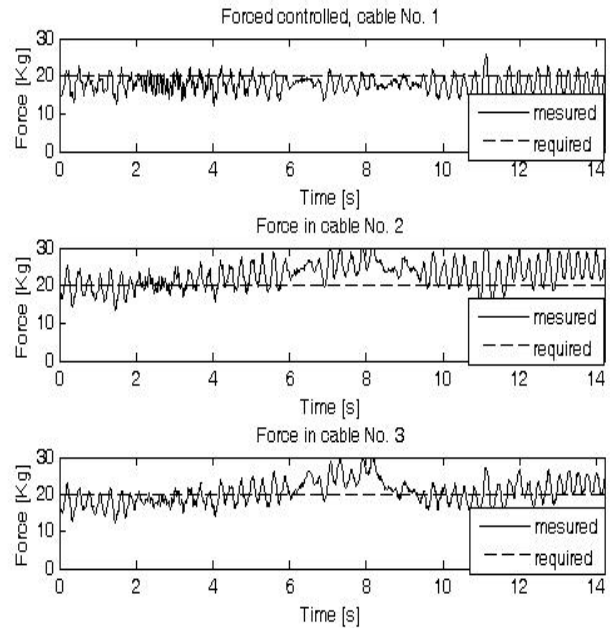 Forced controlled, cable No. 1
30
20
10
0
Force [Kg]
mesured
required
0 2 4 6 8 10 12 14
Time [s]
Force in cable No. 2
30
20
10
0
Force [Kg]
mesured
required
0 2 4 6 8 10 12 14
Time [s]
Force in cable No. 3
30
20
10
0
Force [Kg]
mesured
required
0 2 4 6 8 10 12 14
Time [s]